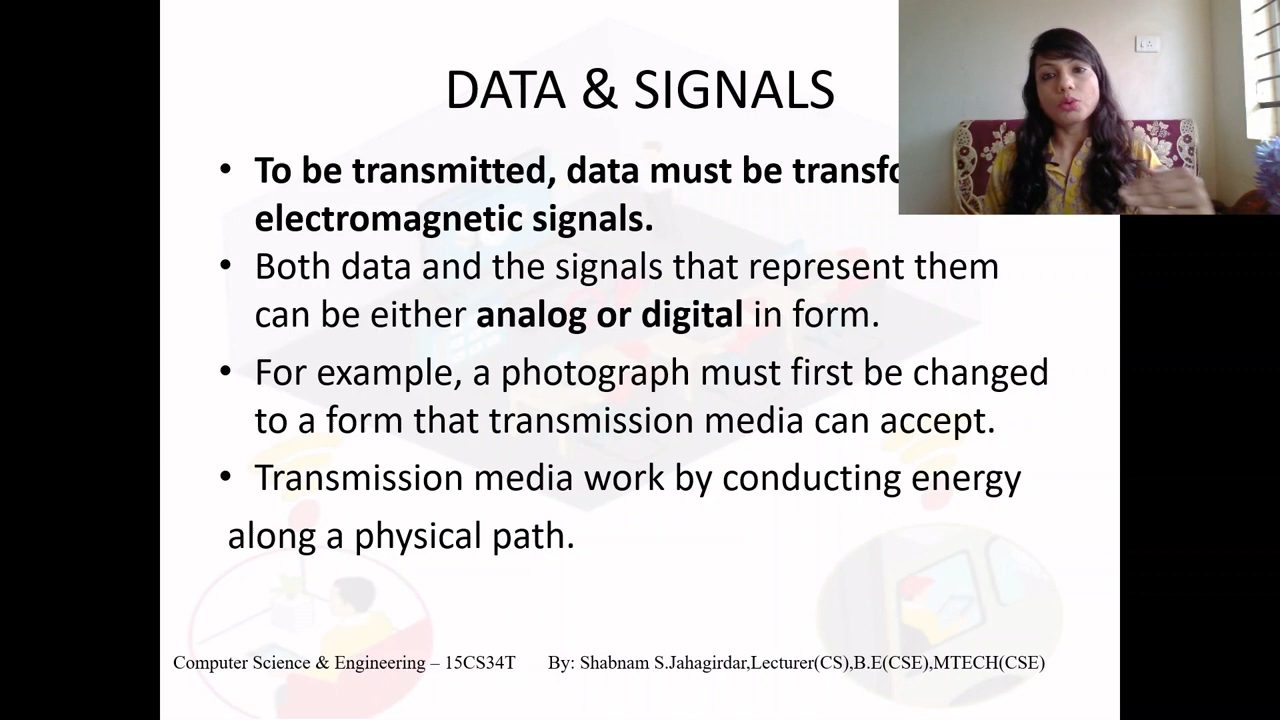 DATA & SIGNALS
• To be transmitted, data must be
electromagnetic signals.
• Both data and the signals that represent them
can be either analog or digital in form.
• For example, a photograph must first be changed
to a form that transmission media can accept.
• Transmission media work by conducting energy
along a physical path.
Computer Science & Engineering – 15CS34T By: Shabnam S.Jahagirdar,Lecturer(CS),B.E(CSE),MTECH(CSE)